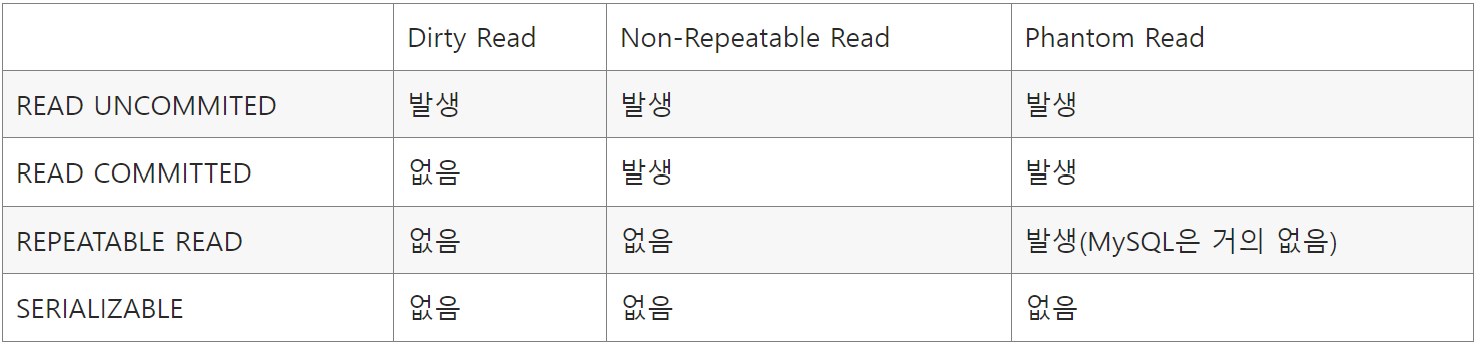 Dirty Read Non-Repeatable Read Phantom Read
READ UNCOMMITED 발생 발생 발생
READ COMMITTED 없음 발생 발생
REPEATABLE READ 없음 없음 발생(MySQL은 거의 없음)
SERIALIZABLE 없음 없음 없음